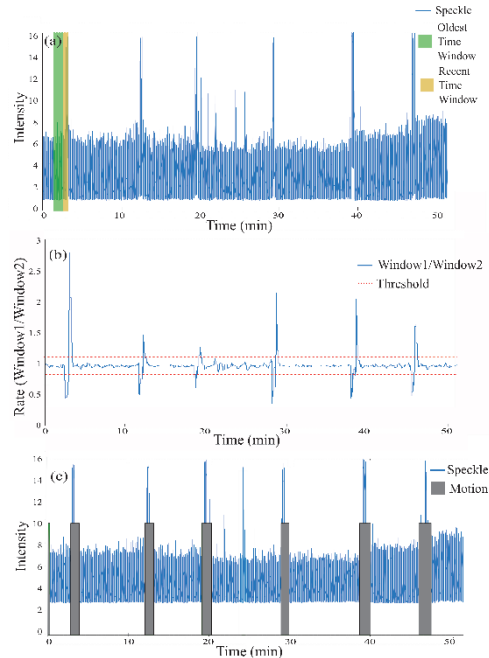 Speckle
Oldest
Time
Window
Recent
Time
Window
(a)
16
14
12
10
8
6
4
2
0
Intensity
0
10
20
30
40
50
Time (min)
(b)
3
2.5
2
1.5
1
0.5
0
Rate (Window1/Window2)
Window1/Window2
Threshold
0
10
20
30
40
50
Time (min)
(c)
16
14
12
10
8
6
4
2
0
Intensity
Speckle
Motion
0
10
20
30
40
50
Time (min)